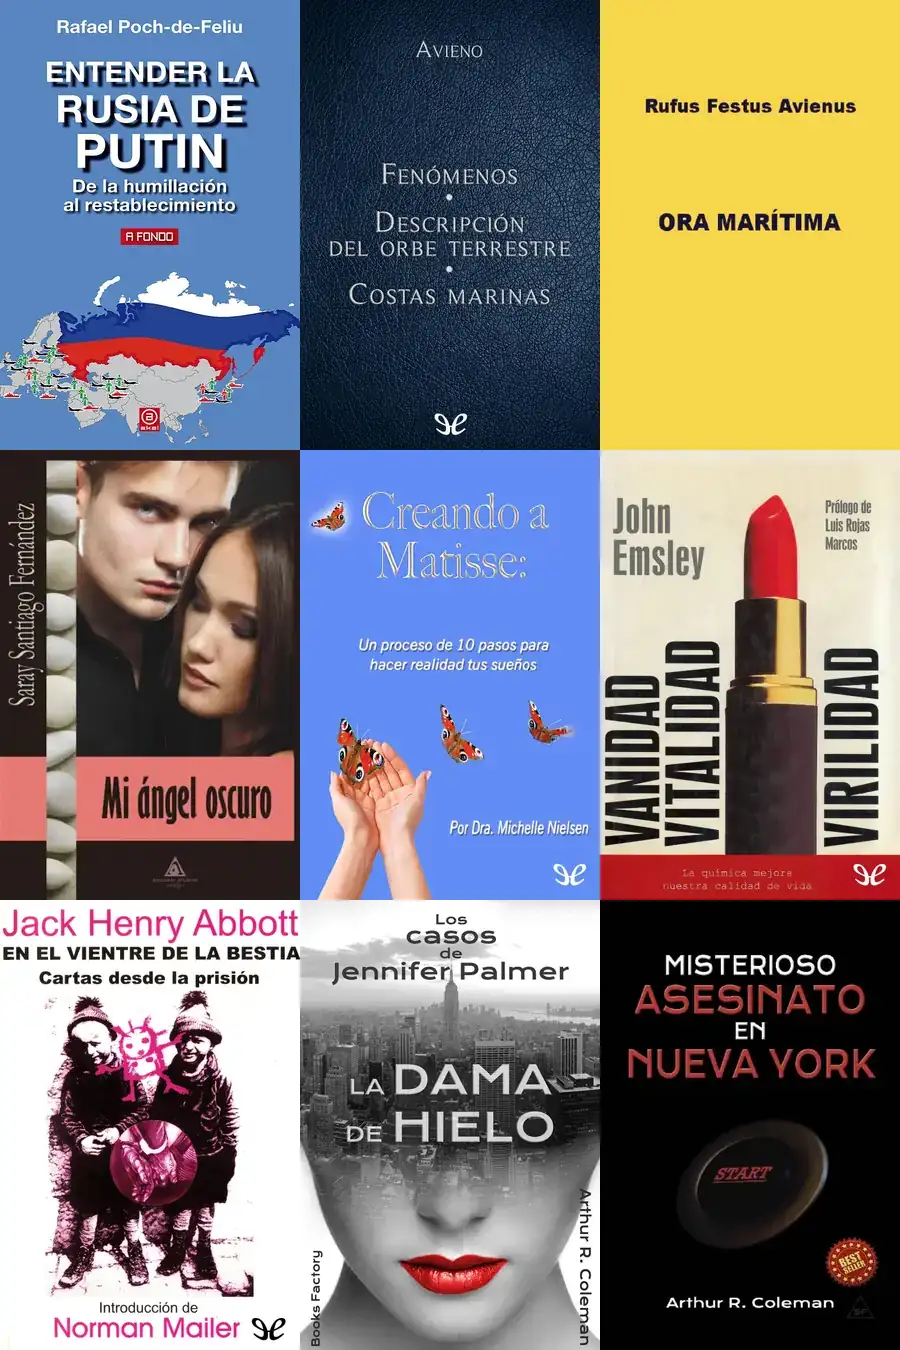 Rafael Poch-de-Feliu
ENTENDER LA
RUSIA DE
PUTIN
De la humillación
al restablecimiento
A FONDO
akal
AVIENO
FENÓMENOS
•
DESCRIPCIÓN
DEL ORBE TERRESTRE
•
COSTAS MARINAS
Rufus Festus Avienus
ORA MARÍTIMA
Saray Santiago Fernández
Mi ángel oscuro
Creando a
Matisse:
Un proceso de 10 pasos para
hacer realidad tus sueños
Por Dra. Michelle Nielsen
John
Emsley
Prólogo de
Luis Rojas
Marcos
VANIDAD
VITALIDAD
VIRILIDAD
La química mejora
nuestra calidad de vida
Jack Henry Abbott
EN EL VIENTRE DE LA BESTIA
Cartas desde la prisión
Introducción de
Norman Mailer
Los
casos
de
Jennifer Palmer
LA DAMA
DE HIELO
Books Factory
Arthur R. Coleman
MISTERIOSO
ASESINATO
EN
NUEVA YORK
START
BEST
SELLER
Arthur R. Coleman